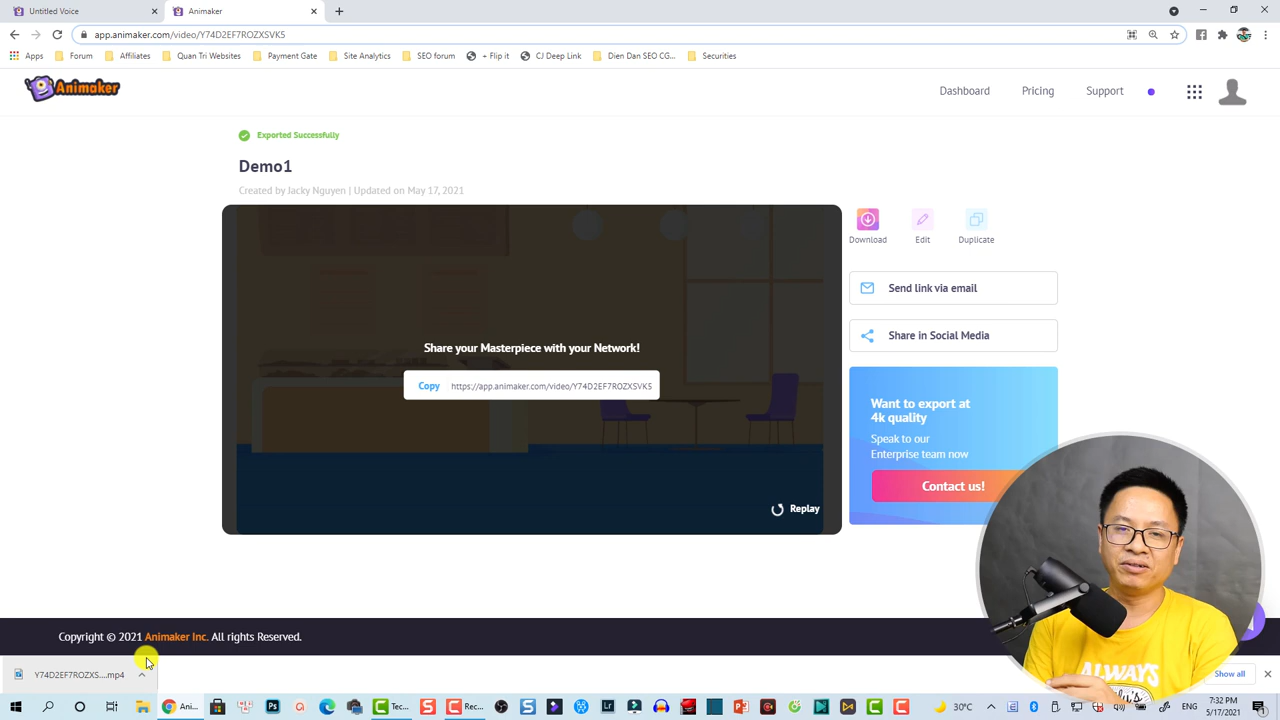 Untitled Voice
Animaker
app.animaker.com/video/Y74D2EF7ROZXSVK5
Apps Forum Affiliates Quan Tri Websites Payment Gate Site Analytics SEO forum + Flip it CJ Deep Link Dien Dan SEO CG... Securities
Animaker Dashboard Pricing Support
Exported Successfully
Demo1
Created by Jacky Nguyen | Updated on May 17, 2021
Download Edit Duplicate
Send link via email
Share in Social Media
Share your Masterpiece with your Network!
Copy https://app.animaker.com/video/Y74D2EF7ROZXSVK5
Replay
Want to export at
4k quality
Speak to our
Enterprise team now
Contact us!
ALWAYS
Copyright © 2021 Animaker Inc. All rights Reserved.
Y74D2EF7ROZXS....mp4
Show all
Ani... Tec... Rec...
30°C
7:32 PM
5/17/2021